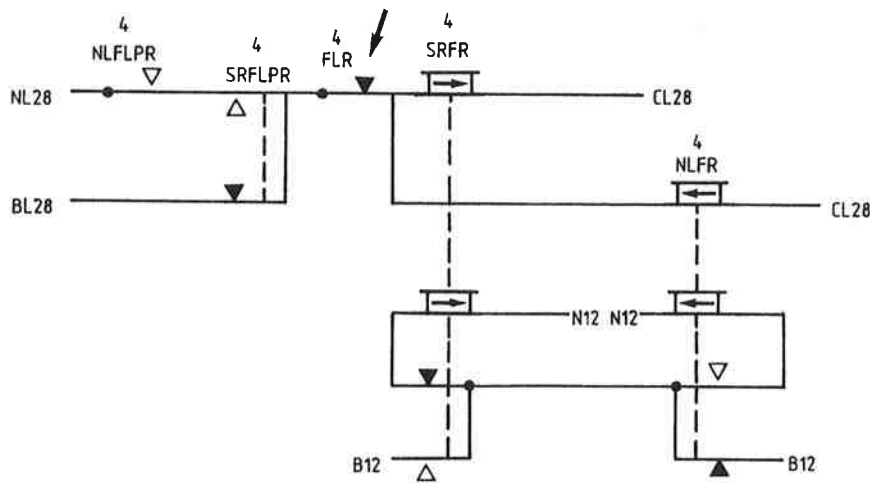 4
NLFLPR
4
SRFLPR
4
FLR
4
SRFR
NL28
CL28
4
NLFR
BL28
CL28
N12 N12
B12
B12